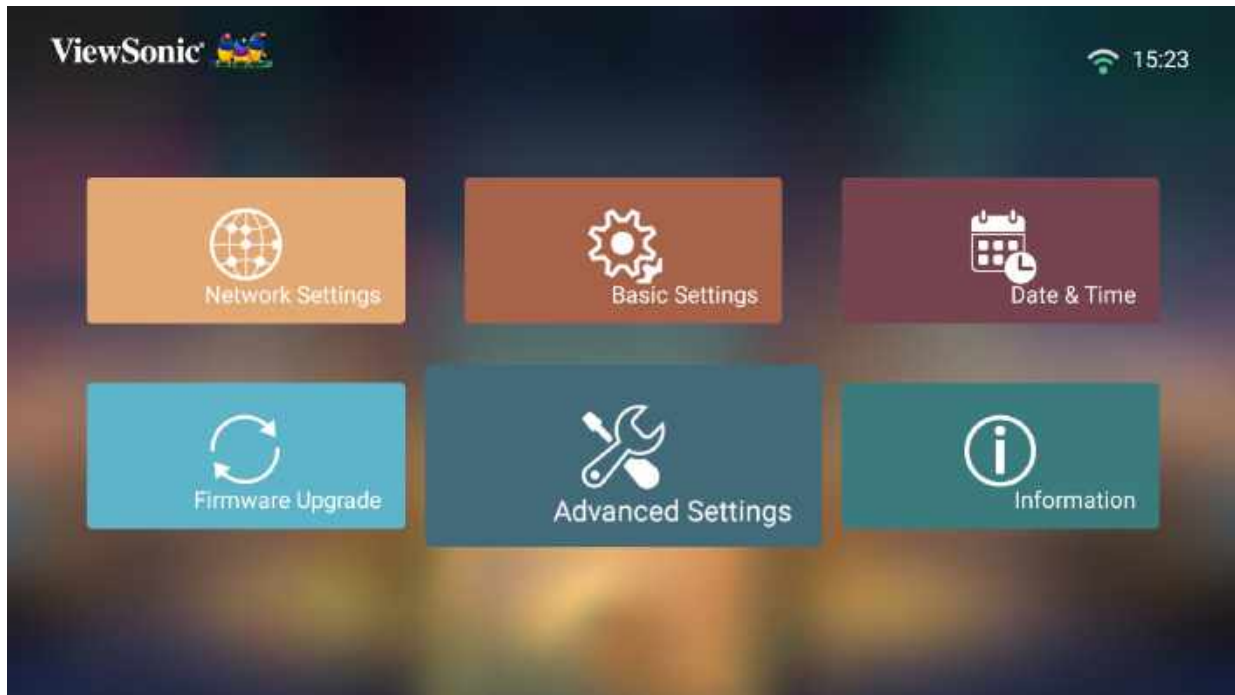 ViewSonic
15:23
Network Settings
Basic Settings
Date & Time
Firmware Upgrade
Advanced Settings
Information